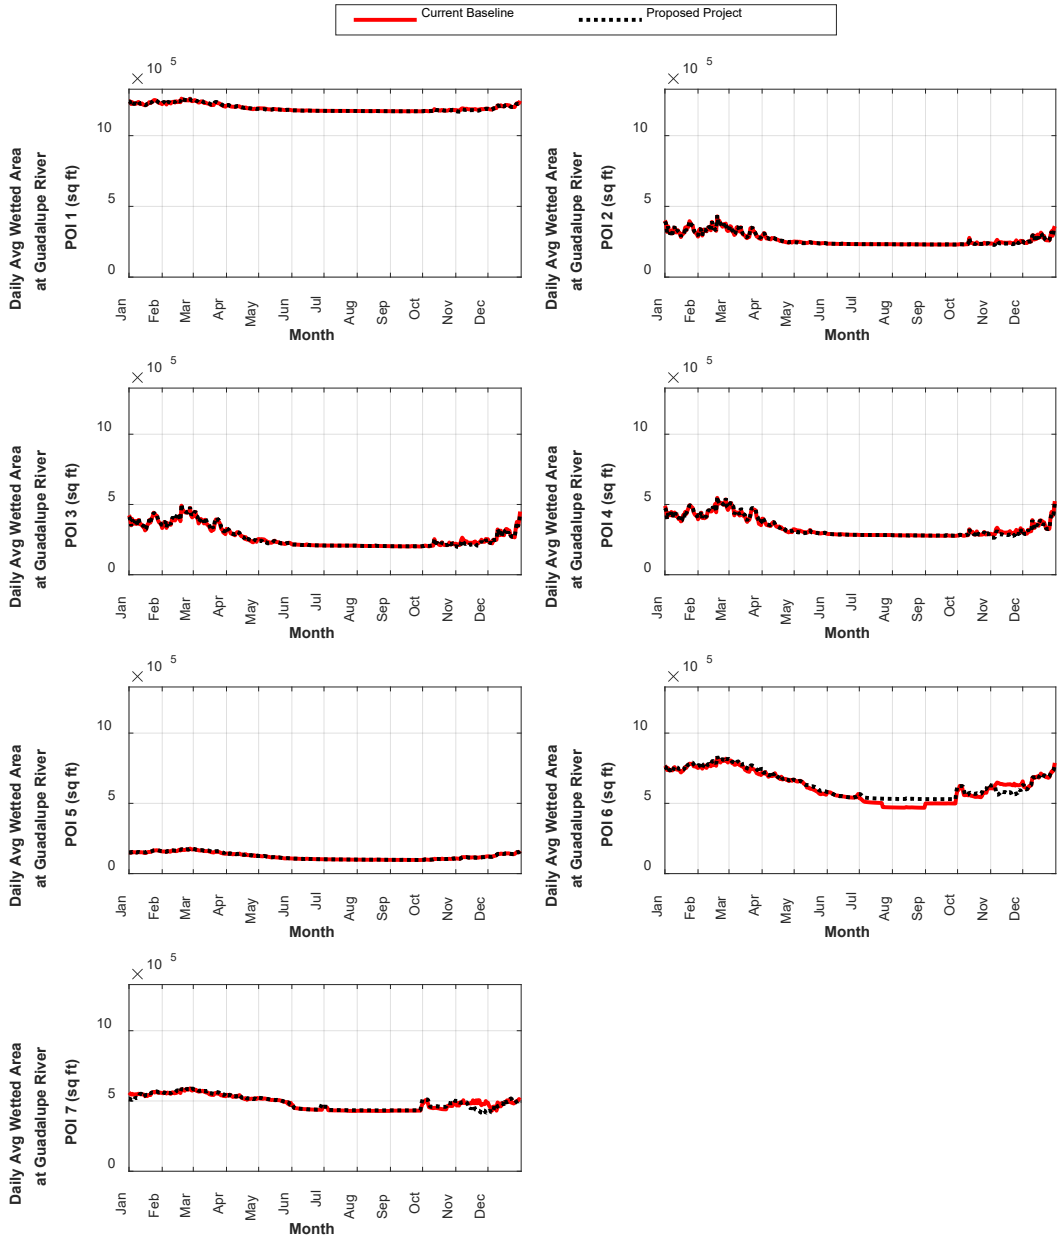 Current Baseline Proposed Project
× 10 5
10
5
0
Daily Avg Wetted Area
at Guadalupe River
POI 1 (sq ft)
Jan Feb Mar Apr May Jun Jul Aug Sep Oct Nov Dec
Month
× 10 5
10
5
0
Daily Avg Wetted Area
at Guadalupe River
POI 2 (sq ft)
Jan Feb Mar Apr May Jun Jul Aug Sep Oct Nov Dec
Month
× 10 5
10
5
0
Daily Avg Wetted Area
at Guadalupe River
POI 3 (sq ft)
Jan Feb Mar Apr May Jun Jul Aug Sep Oct Nov Dec
Month
× 10 5
10
5
0
Daily Avg Wetted Area
at Guadalupe River
POI 4 (sq ft)
Jan Feb Mar Apr May Jun Jul Aug Sep Oct Nov Dec
Month
× 10 5
10
5
0
Daily Avg Wetted Area
at Guadalupe River
POI 5 (sq ft)
Jan Feb Mar Apr May Jun Jul Aug Sep Oct Nov Dec
Month
× 10 5
10
5
0
Daily Avg Wetted Area
at Guadalupe River
POI 6 (sq ft)
Jan Feb Mar Apr May Jun Jul Aug Sep Oct Nov Dec
Month
× 10 5
10
5
0
Daily Avg Wetted Area
at Guadalupe River
POI 7 (sq ft)
Jan Feb Mar Apr May Jun Jul Aug Sep Oct Nov Dec
Month